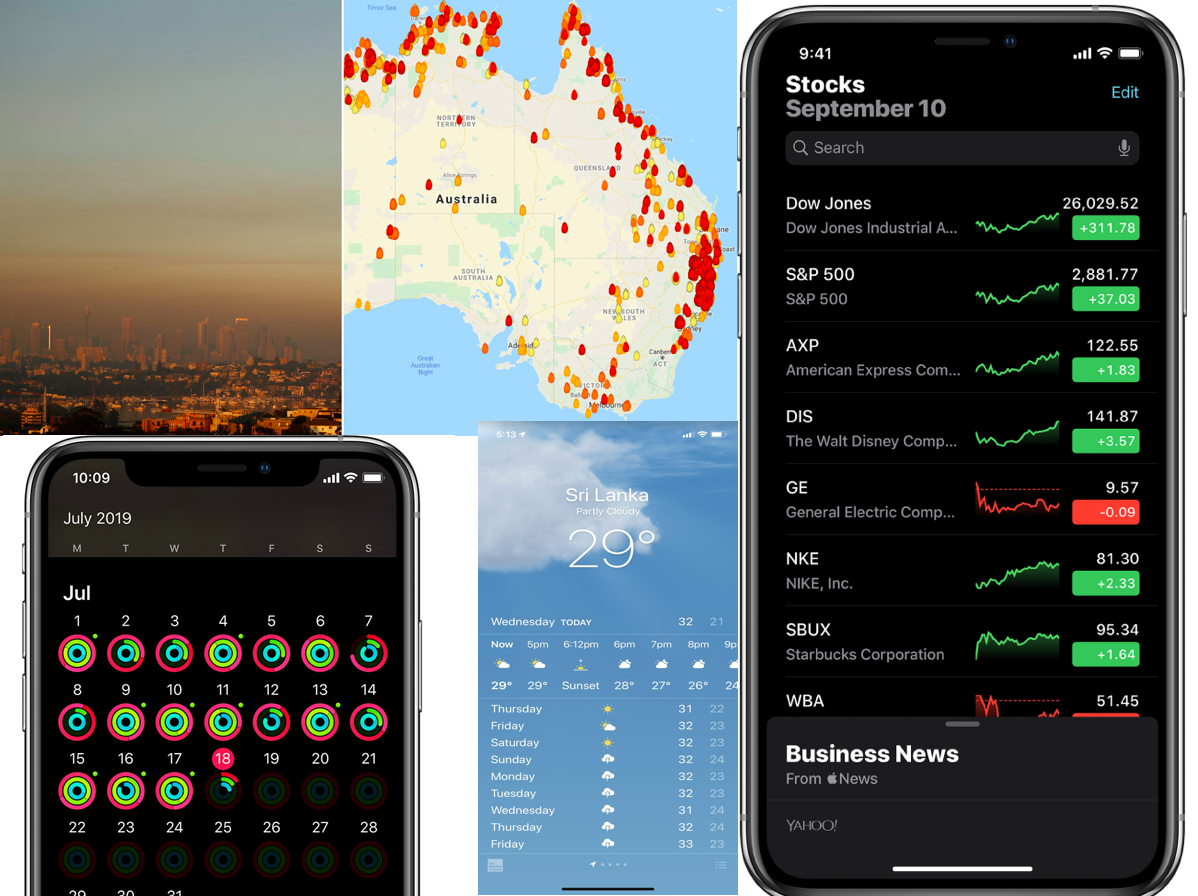 Timor Sea
NORTHERN
TERRITORY
Alice Springs
Australia
QUEENSLAND
SOUTH
AUSTRALIA
NEW SOUTH
WALES
Great
Australian
Bight
Canberra
ACT
Melbourne
9:41
Stocks
September 10
Edit
Search
Dow Jones 26,029.52
Dow Jones Industrial A... +311.78
S&P 500 2,881.77
S&P 500 +37.03
AXP 122.55
American Express Com... +1.83
DIS 141.87
The Walt Disney Comp... +3.57
GE 9.57
General Electric Comp... -0.09
NKE 81.30
NIKE, Inc. +2.33
SBUX 95.34
Starbucks Corporation +1.64
WBA 51.45
Business News
From News
YAHOO!
10:09
July 2019
M T W T F S S
Jul
1 2 3 4 5 6 7
8 9 10 11 12 13 14
15 16 17 18 19 20 21
22 23 24 25 26 27 28
29 30 31
5:13
Sri Lanka
Partly Cloudy
29°
Wednesday TODAY 32 21
Now 5pm 6:12pm 6pm 7pm 8pm
29° 29° Sunset 28° 27° 26° 24
Thursday 31 22
Friday 32 23
Saturday 32 23
Sunday 32 24
Monday 32 23
Tuesday 32 23
Wednesday 31 24
Thursday 32 24
Friday 33 23